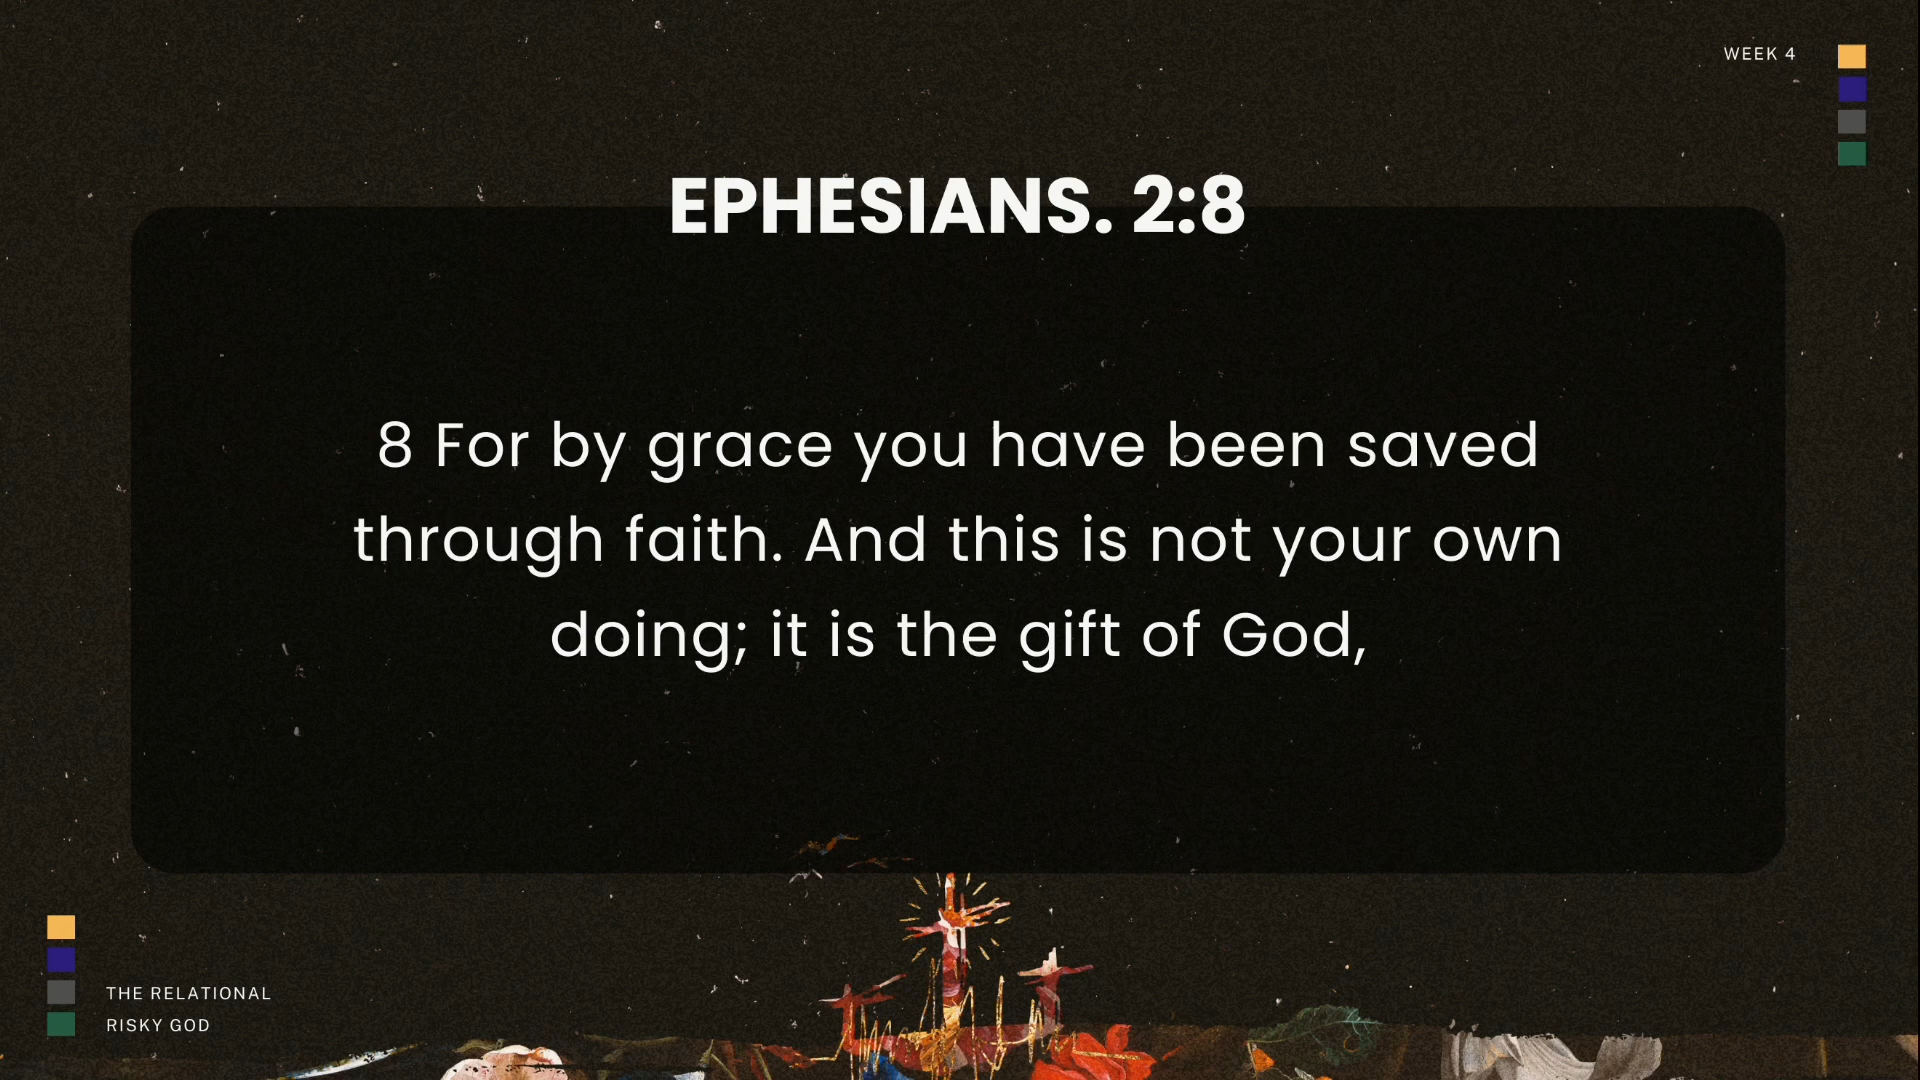 WEEK 4
EPHESIANS. 2:8
8 For by grace you have been saved
through faith. And this is not your own
doing; it is the gift of God,
THE RELATIONAL
RISKY GOD